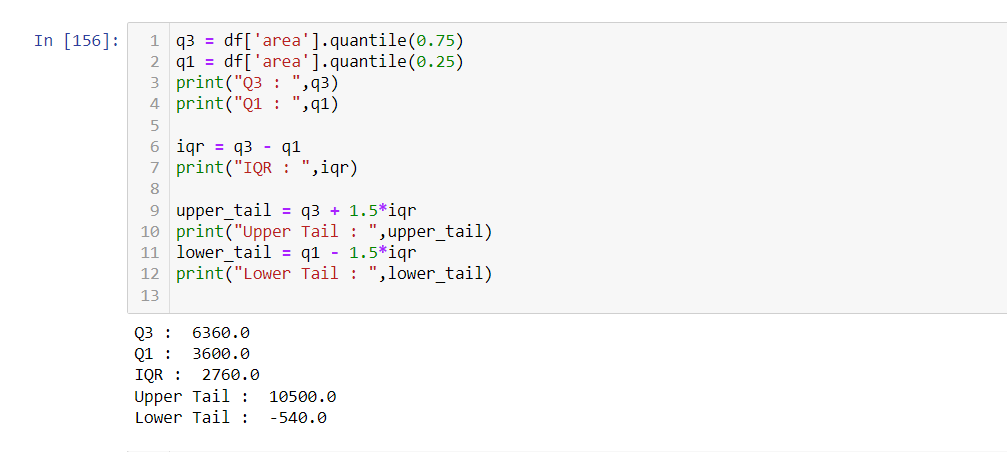 In [156]:
1 q3 = df['area'].quantile(0.75)
2 q1 = df['area'].quantile(0.25)
3 print("Q3 : ",q3)
4 print("Q1 : ",q1)
5
6 iqr = q3 - q1
7 print("IQR : ",iqr)
8
9 upper_tail = q3 + 1.5*iqr
10 print("Upper Tail : ",upper_tail)
11 lower_tail = q1 - 1.5*iqr
12 print("Lower Tail : ",lower_tail)
13
Q3 :  6360.0
Q1 :  3600.0
IQR :  2760.0
Upper Tail :  10500.0
Lower Tail :  -540.0